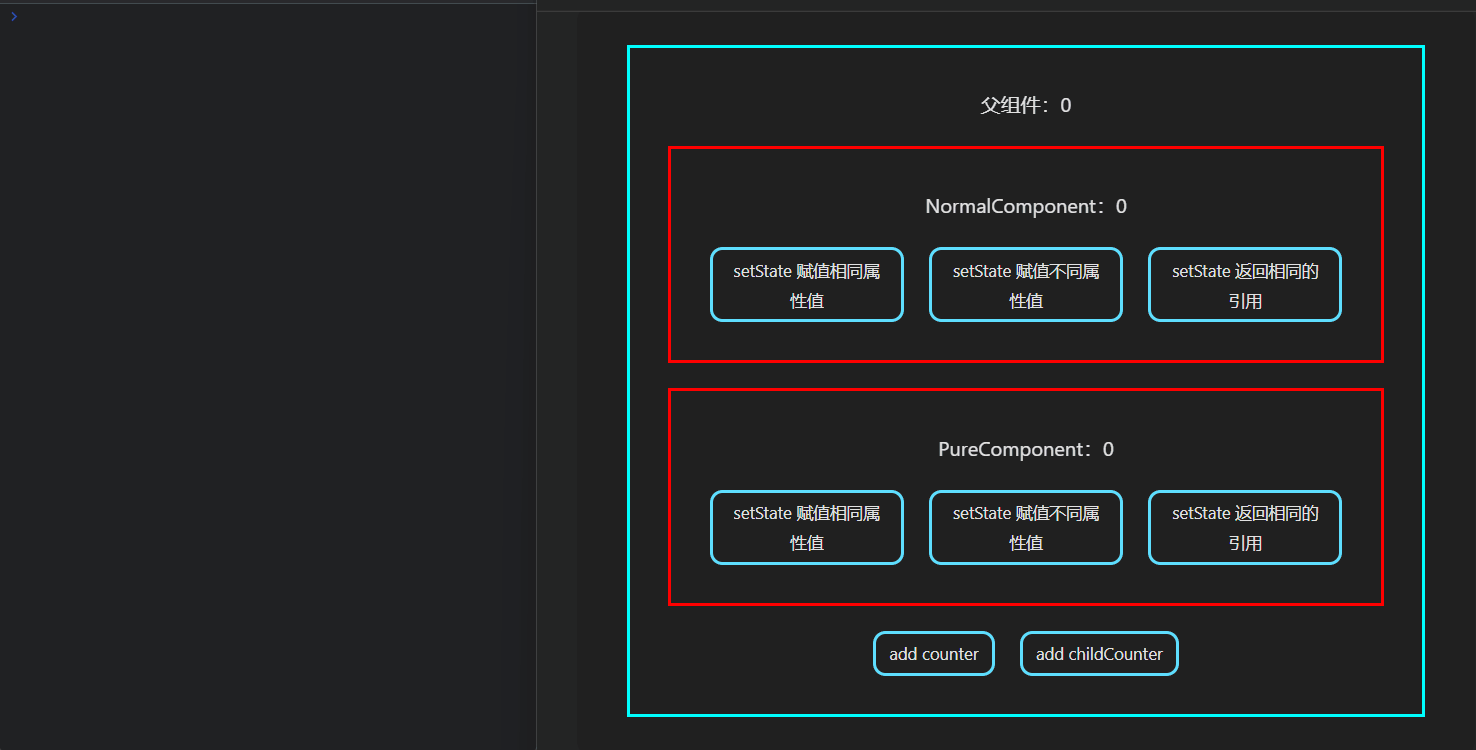 父组件：0
NormalComponent：0
setState 赋值相同属
性值
setState 赋值不同属
性值
setState 返回相同的
引用
PureComponent：0
setState 赋值相同属
性值
setState 赋值不同属
性值
setState 返回相同的
引用
add counter
add childCounter